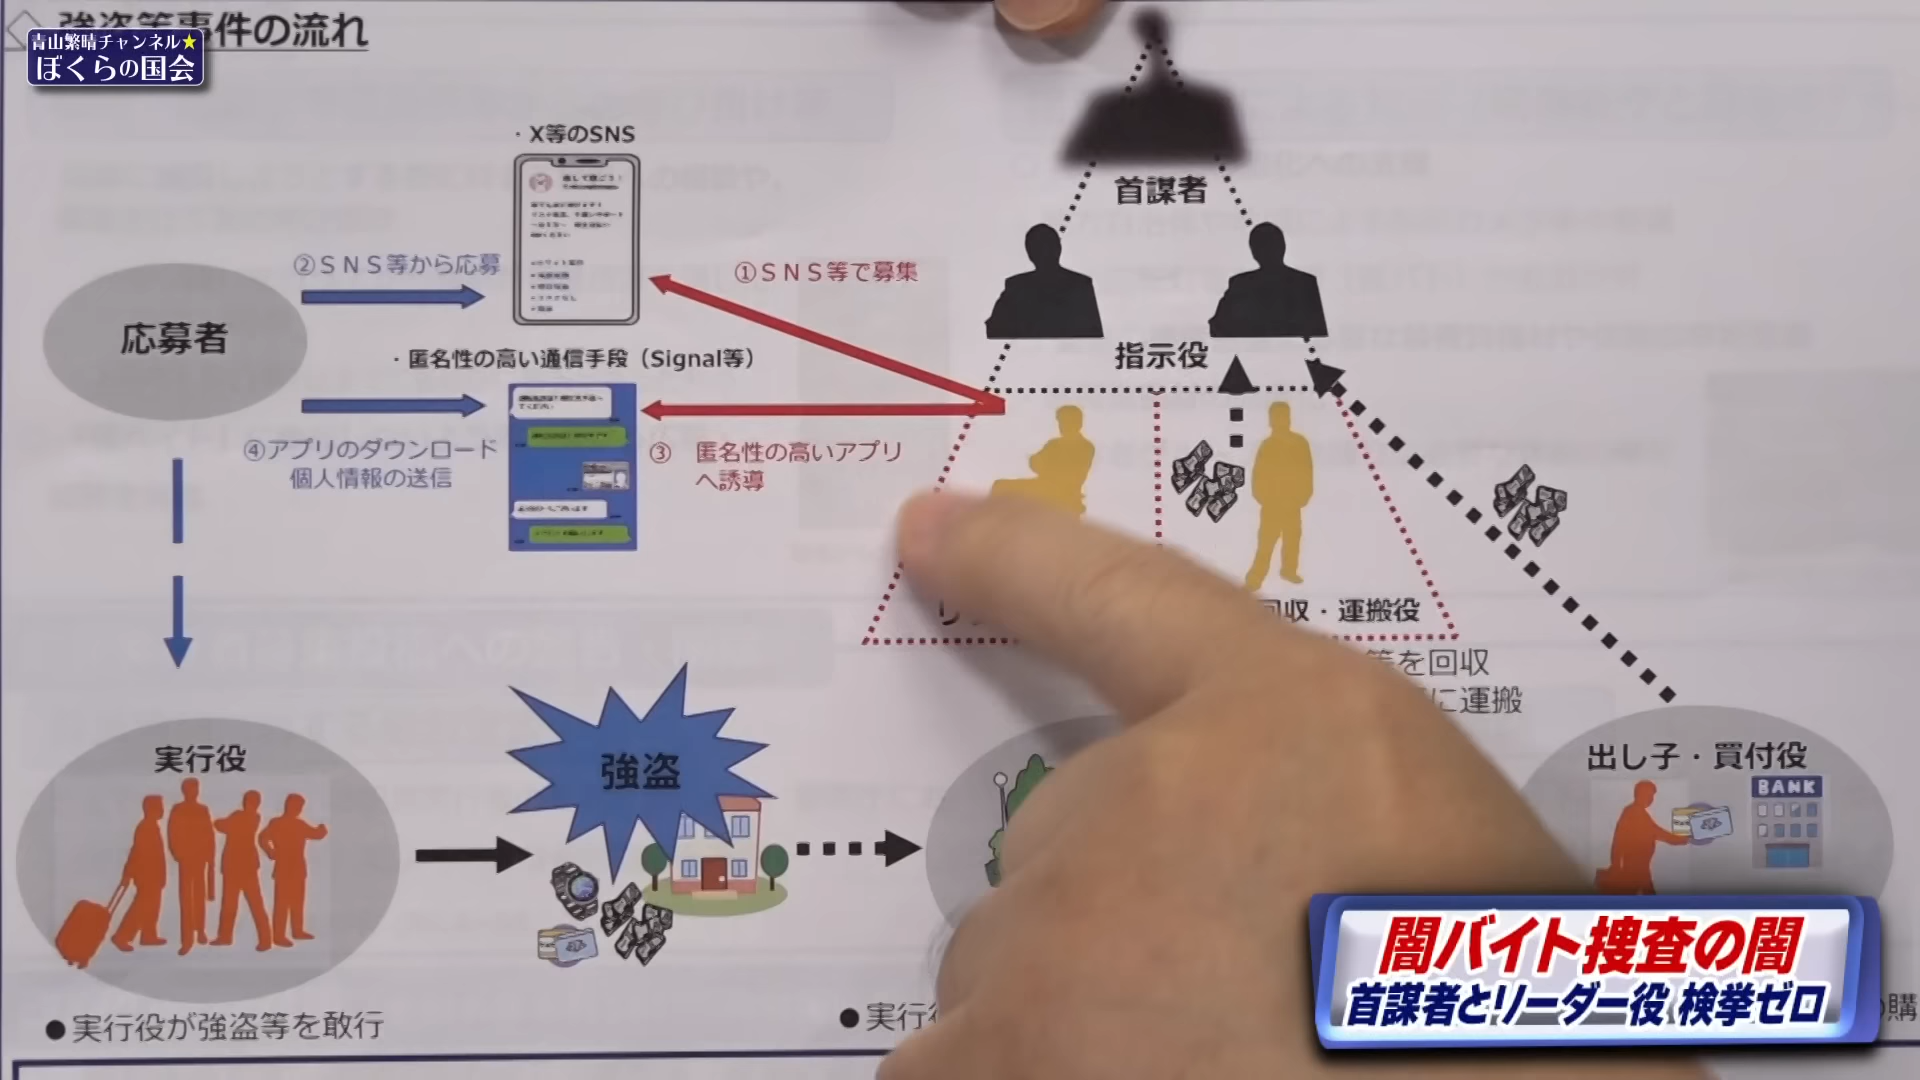 強盗等事件の流れ
青山繁晴チャンネル★
ぼくらの国会
・X等のSNS
首謀者
②ＳＮＳ等から応募
①ＳＮＳ等で募集
応募者
・匿名性の高い通信手段（Signal等）
指示役
④アプリのダウンロード
個人情報の送信
③ 匿名性の高いアプリ
へ誘導
回収・運搬役
等を回収
に運搬
実行役
強盗
出し子・買付役
BANK
闇バイト捜査の闇
首謀者とリーダー役 検挙ゼロ
●実行役が強盗等を敢行
●実行役
の購